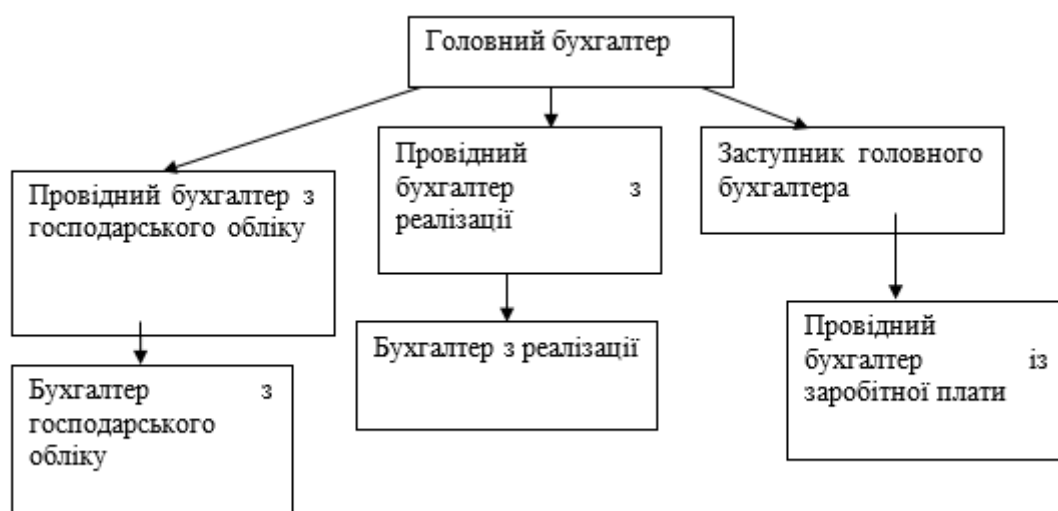 Головний бухгалтер
Провідний бухгалтер з
господарського обліку
Провідний
бухгалтер з
реалізації
Заступник головного
бухгалтера
Бухгалтер з
господарського
обліку
Бухгалтер з реалізації
Провідний
бухгалтер із
заробітної плати